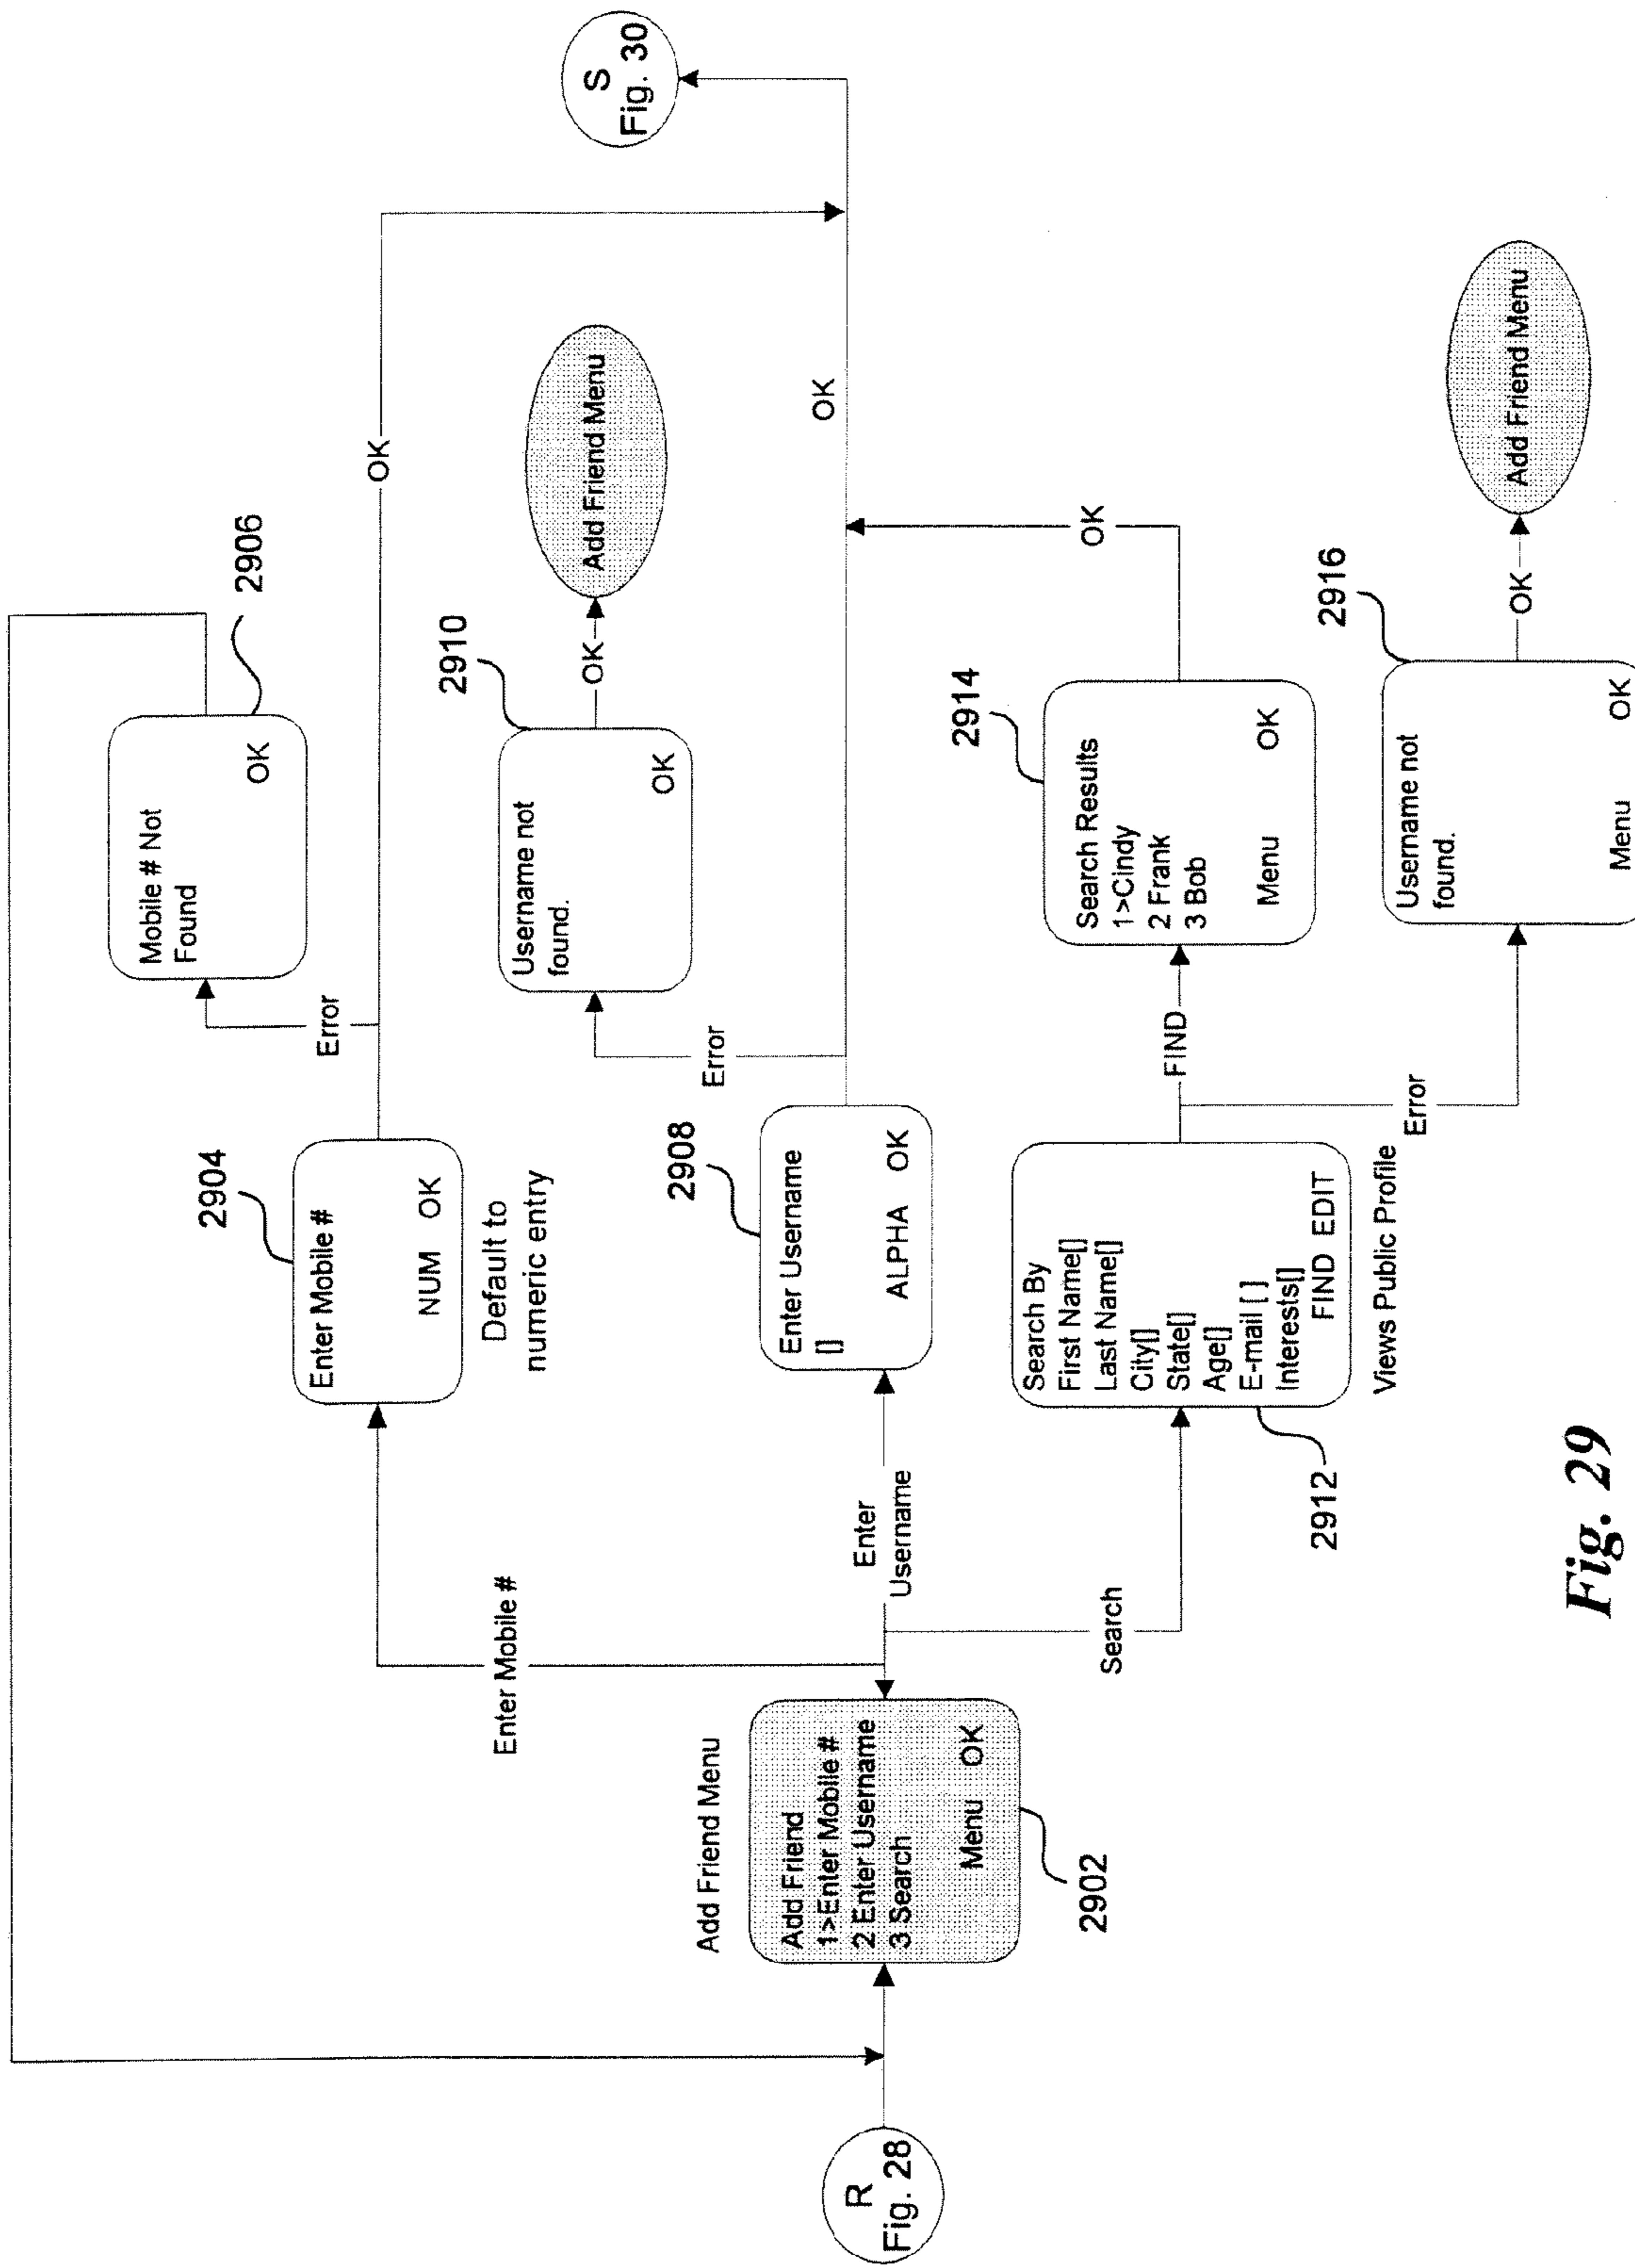 R
Fig. 28
Add Friend Menu
Add Friend
1>Enter Mobile #
2 Enter Username
3 Search
Menu OK
2902
Enter Mobile #
Enter
Username
Search
2904
Enter Mobile #
NUM OK
Default to
numeric entry
Error
2906
Mobile # Not
Found
OK
OK
2908
Enter Username
[]
ALPHA OK
Error
2910
Username not
found.
OK
OK
Add Friend Menu
OK
S
Fig. 30
2912
Search By
First Name[]
Last Name[]
City[]
State[]
Age[]
E-mail [ ]
Interests[]
FIND EDIT
Views Public Profile
FIND
Error
2914
Search Results
1>Cindy
2 Frank
3 Bob
Menu OK
OK
2916
Username not
found.
Menu OK
OK
Add Friend Menu
Fig. 29